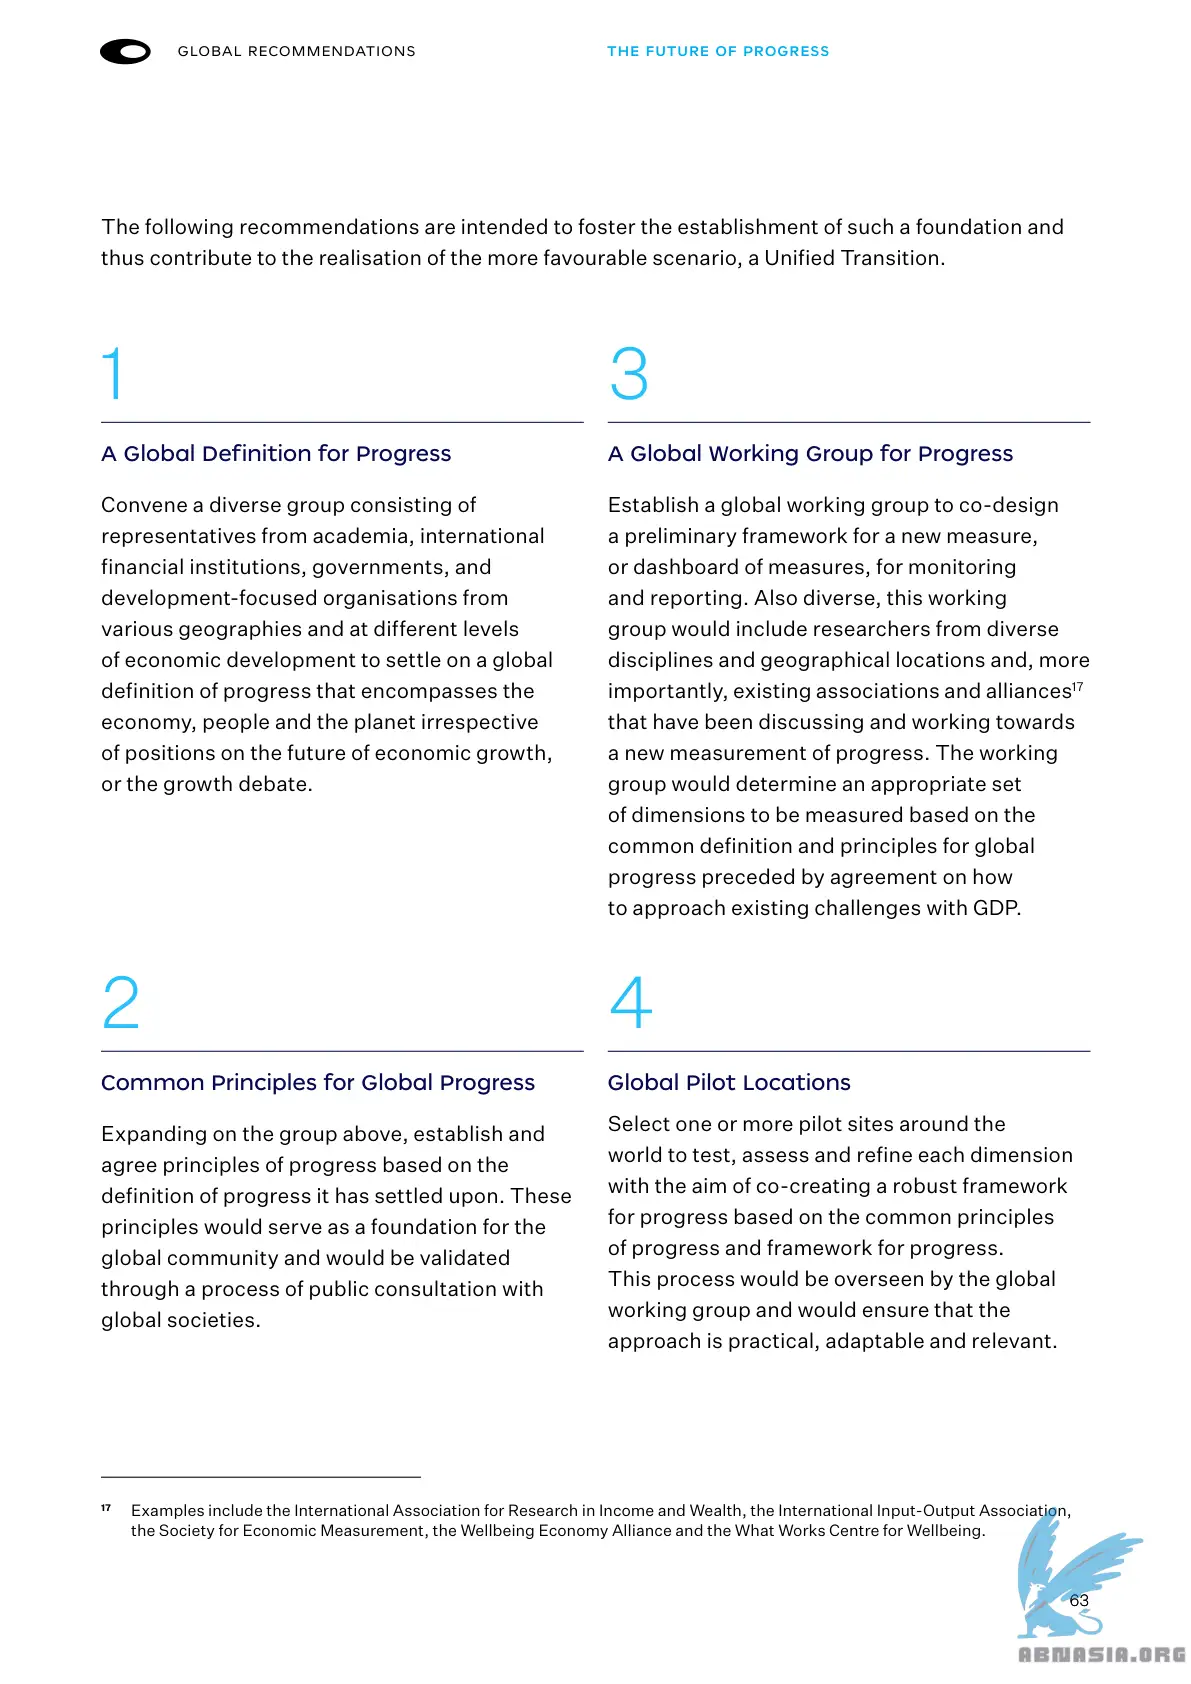 GLOBAL RECOMMENDATIONS
THE FUTURE OF PROGRESS
The following recommendations are intended to foster the establishment of such a foundation and
thus contribute to the realisation of the more favourable scenario, a Unified Transition.
1
A Global Definition for Progress
Convene a diverse group consisting of
representatives from academia, international
financial institutions, governments, and
development-focused organisations from
various geographies and at different levels
of economic development to settle on a global
definition of progress that encompasses the
economy, people and the planet irrespective
of positions on the future of economic growth,
or the growth debate.
2
Common Principles for Global Progress
Expanding on the group above, establish and
agree principles of progress based on the
definition of progress it has settled upon. These
principles would serve as a foundation for the
global community and would be validated
through a process of public consultation with
global societies.
3
A Global Working Group for Progress
Establish a global working group to co-design
a preliminary framework for a new measure,
or dashboard of measures, for monitoring
and reporting. Also diverse, this working
group would include researchers from diverse
disciplines and geographical locations and, more
importantly, existing associations and alliances17
that have been discussing and working towards
a new measurement of progress. The working
group would determine an appropriate set
of dimensions to be measured based on the
common definition and principles for global
progress preceded by agreement on how
to approach existing challenges with GDP.
4
Global Pilot Locations
Select one or more pilot sites around the
world to test, assess and refine each dimension
with the aim of co-creating a robust framework
for progress based on the common principles
of progress and framework for progress.
This process would be overseen by the global
working group and would ensure that the
approach is practical, adaptable and relevant.
17 Examples include the International Association for Research in Income and Wealth, the International Input-Output Association,
the Society for Economic Measurement, the Wellbeing Economy Alliance and the What Works Centre for Wellbeing.
63
ABNASIA.ORG